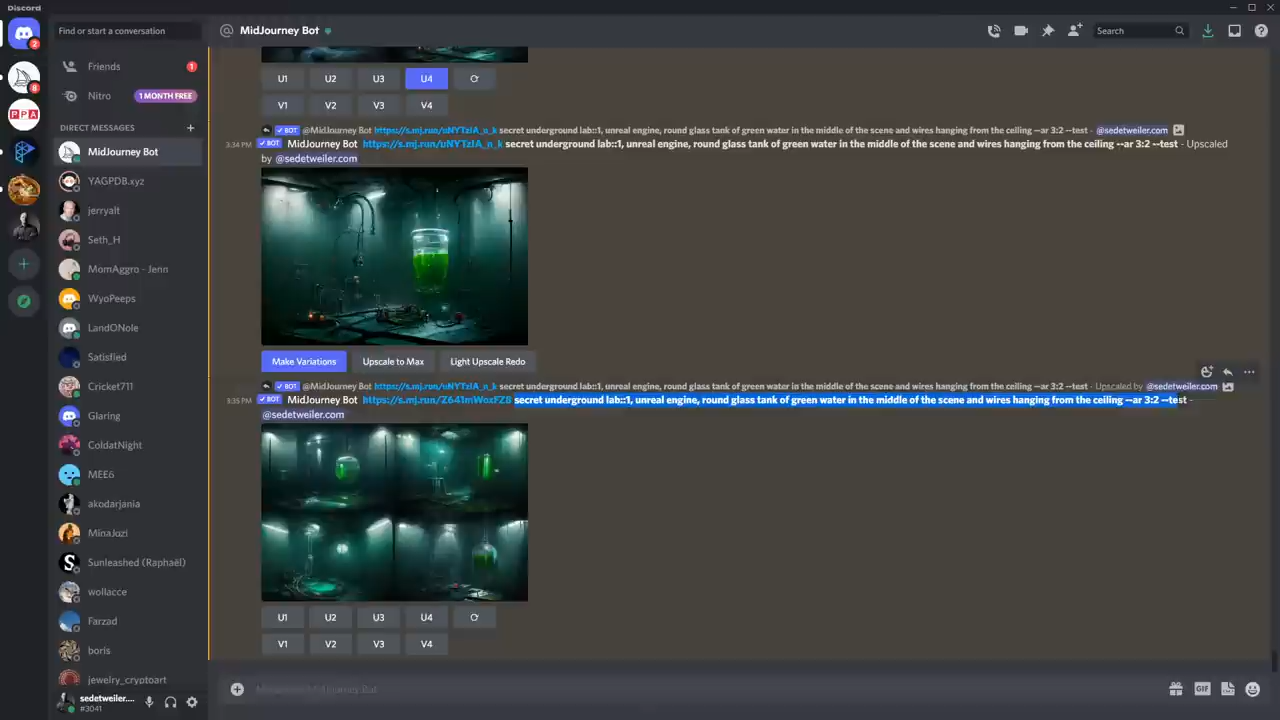 Discord
2
8
PPA
Find or start a conversation
Friends
1
Nitro
1 MONTH FREE
DIRECT MESSAGES
MidJourney Bot
YAGPDB.xyz
jerryalt
Seth_H
MomAggro - Jenn
WyoPeeps
LandONole
Satisfied
Cricket711
Glaring
ColdatNight
MEE6
akodarjania
MinaJazi
Sunleashed (Raphaël)
wollacce
Farzad
boris
jewelry_cryptoart
sedetweiler....
#3041
MidJourney Bot
Search
U1 U2 U3 U4
V1 V2 V3 V4
BOT @MidJourney Bot https://s.mj.run/uNYTzIA_n_k secret underground lab::1, unreal engine, round glass tank of green water in the middle of the scene and wires hanging from the ceiling --ar 3:2 --test - @sedetweiler.com
3:34 PM BOT MidJourney Bot https://s.mj.run/uNYTzIA_n_k secret underground lab::1, unreal engine, round glass tank of green water in the middle of the scene and wires hanging from the ceiling --ar 3:2 --test - Upscaled
by @sedetweiler.com
Make Variations Upscale to Max Light Upscale Redo
BOT @MidJourney Bot https://s.mj.run/uNYTzIA_n_k secret underground lab::1, unreal engine, round glass tank of green water in the middle of the scene and wires hanging from the ceiling --ar 3:2 --test - Upscaled by @sedetweiler.com
3:35 PM BOT MidJourney Bot https://s.mj.run/Z641mWoxFZ8 secret underground lab::1, unreal engine, round glass tank of green water in the middle of the scene and wires hanging from the ceiling --ar 3:2 --test -
@sedetweiler.com
U1 U2 U3 U4
V1 V2 V3 V4
GIF